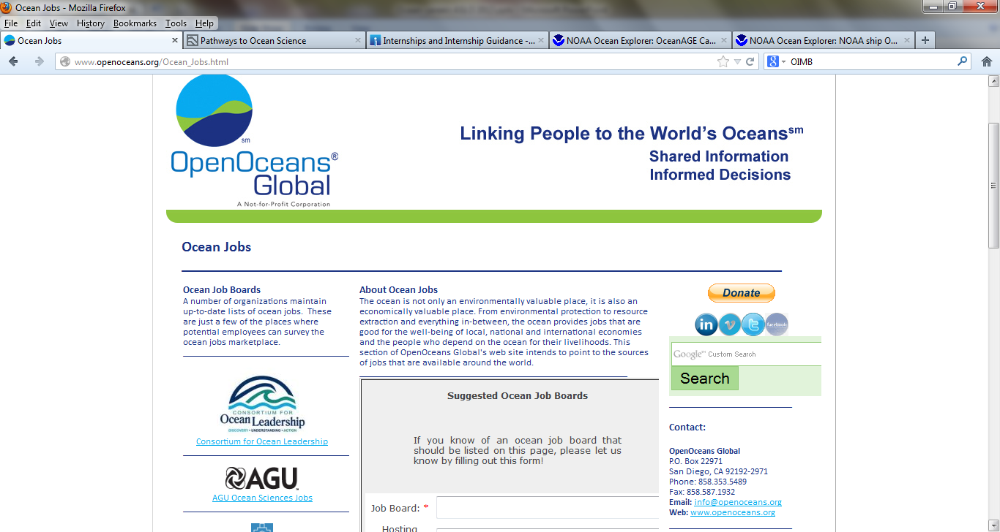 Ocean Jobs - Mozilla Firefox
File Edit View History Bookmarks Tools Help
Ocean Jobs
Pathways to Ocean Science
Internships and Internship Guidance -...
NOAA Ocean Explorer: OceanAGE Ca...
NOAA Ocean Explorer: NOAA ship O...
www.openoceans.org/Ocean_Jobs.html
OIMB
sm
OpenOceans®
Global
A Not-for-Profit Corporation
Linking People to the World's Oceans℠
Shared Information
Informed Decisions
Ocean Jobs
Ocean Job Boards
A number of organizations maintain
up-to-date lists of ocean jobs. These
are just a few of the places where
potential employees can survey the
ocean jobs marketplace.
CONSORTIUM FOR
Ocean Leadership
DISCOVERY • UNDERSTANDING • ACTION
Consortium for Ocean Leadership
AGU
AGU Ocean Sciences Jobs
About Ocean Jobs
The ocean is not only an environmentally valuable place, it is also an
economically valuable place. From environmental protection to resource
extraction and everything in-between, the ocean provides jobs that are
good for the well-being of local, national and international economies
and the people who depend on the ocean for their livelihoods. This
section of OpenOceans Global's web site intends to point to the sources
of jobs that are available around the world.
Suggested Ocean Job Boards
If you know of an ocean job board that
should be listed on this page, please let us
know by filling out this form!
Job Board: *
Hosting
Donate
in
facebook
Google™ Custom Search
Search
Contact:
OpenOceans Global
P.O. Box 22971
San Diego, CA 92192-2971
Phone: 858.353.5489
Fax: 858.587.1932
Email: info@openoceans.org
Web: www.openoceans.org